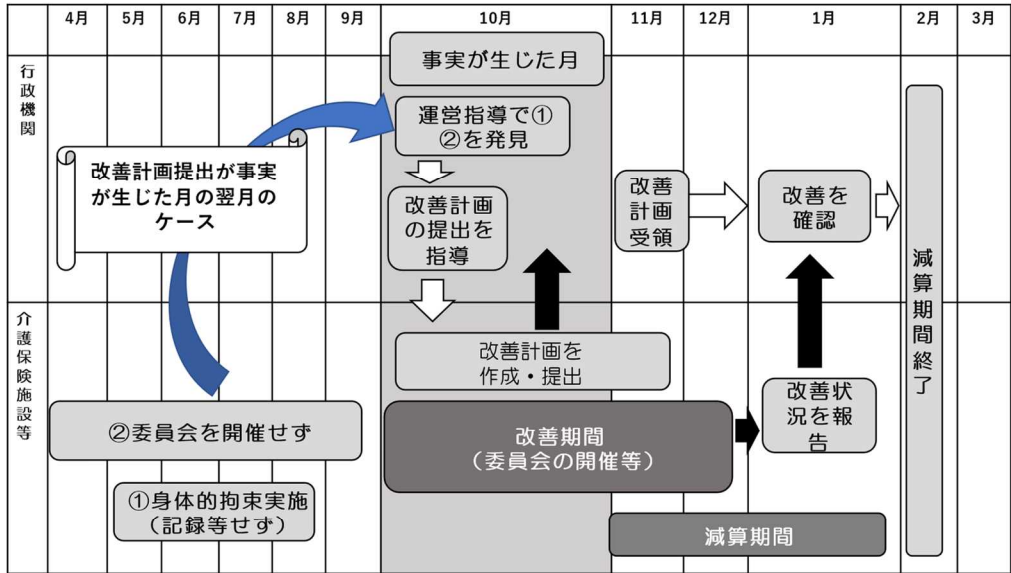 4月
5月
6月
7月
8月
9月
10月
11月
12月
1月
2月
3月
行政機関
事実が生じた月
運営指導で①
②を発見
改善計画提出が事実
が生じた月の翌月の
ケース
改善計画
の提出を
指導
改善
計画
受領
改善を
確認
減算期間終了
介護保険施設等
改善計画を
作成・提出
②委員会を開催せず
改善期間
（委員会の開催等）
改善状
況を報
告
①身体的拘束実施
（記録等せず）
減算期間